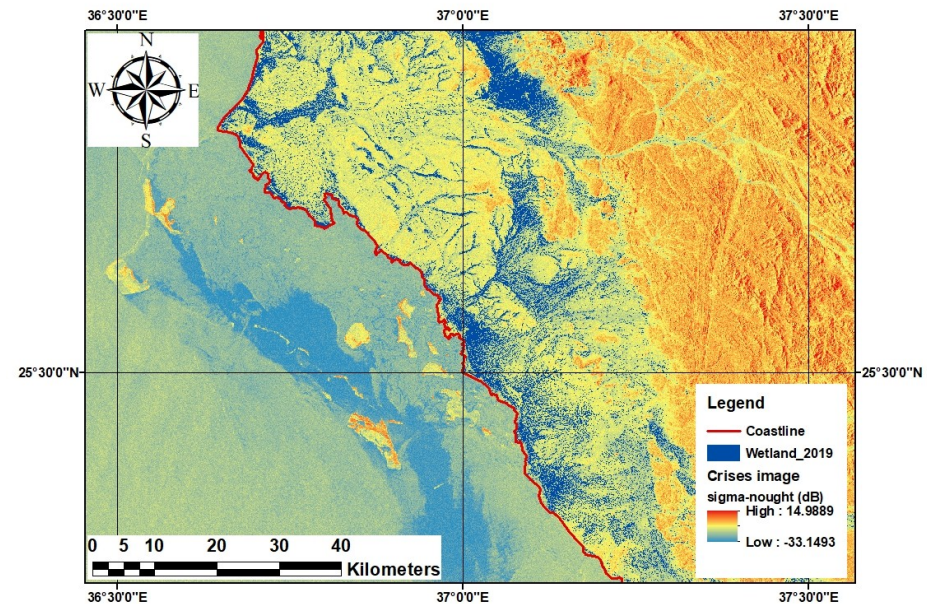 36°30'0"E 37°0'0"E 37°30'0"E
N
W E
S
25°30'0"N 25°30'0"N
Legend
Coastline
Wetland_2019
Crises image
sigma-nought (dB)
High : 14.9889
Low : -33.1493
0 5 10 20 30 40
Kilometers
36°30'0"E 37°0'0"E 37°30'0"E